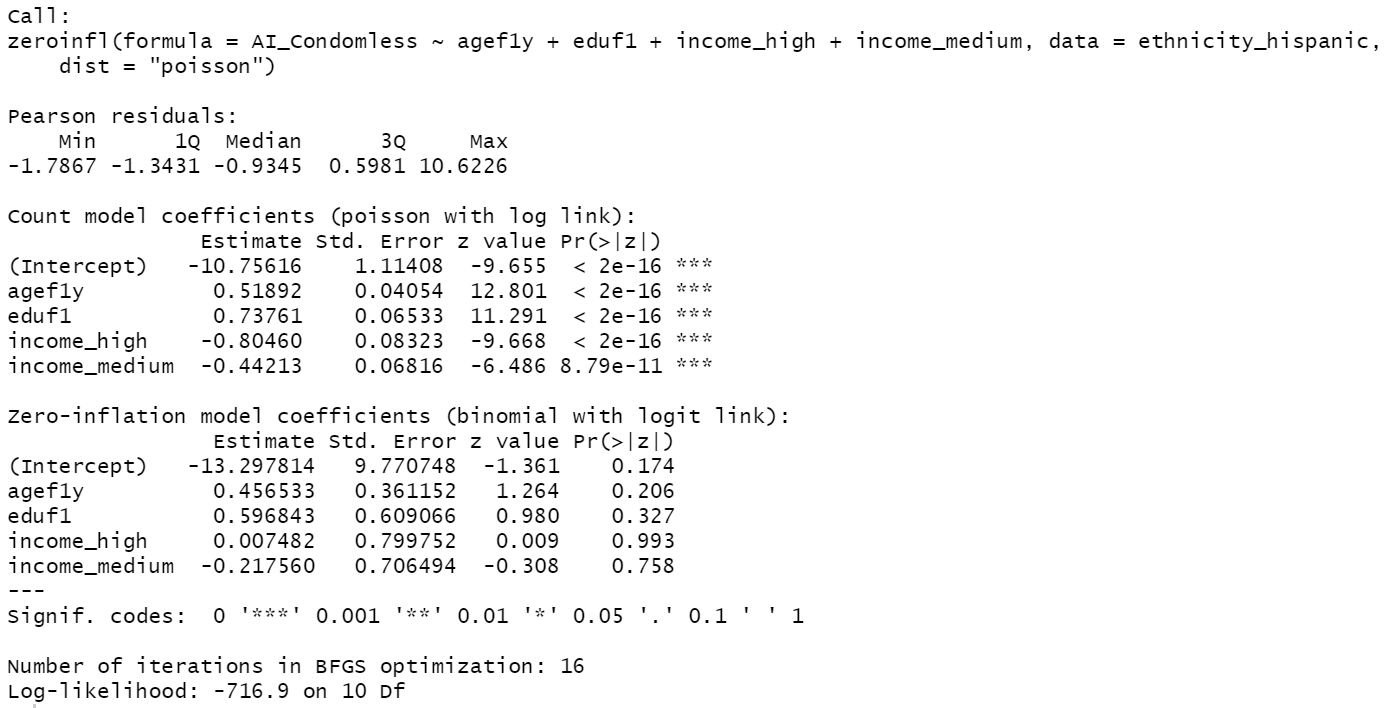 Call:
zeroinfl(formula = AI_Condomless ~ agef1y + eduf1 + income_high + income_medium, data = ethnicity_hispanic,
    dist = "poisson")

Pearson residuals:
    Min      1Q  Median      3Q     Max
-1.7867 -1.3431 -0.9345  0.5981 10.6226

Count model coefficients (poisson with log link):
               Estimate Std. Error z value Pr(>|z|)
(Intercept)   -10.75616    1.11408  -9.655  < 2e-16 ***
agef1y          0.51892    0.04054  12.801  < 2e-16 ***
eduf1           0.73761    0.06533  11.291  < 2e-16 ***
income_high    -0.80460    0.08323  -9.668  < 2e-16 ***
income_medium  -0.44213    0.06816  -6.486 8.79e-11 ***

Zero-inflation model coefficients (binomial with logit link):
                Estimate Std. Error z value Pr(>|z|)
(Intercept)   -13.297814   9.770748  -1.361    0.174
agef1y          0.456533   0.361152   1.264    0.206
eduf1           0.596843   0.609066   0.980    0.327
income_high     0.007482   0.799752   0.009    0.993
income_medium  -0.217560   0.706494  -0.308    0.758
---
Signif. codes:  0 '***' 0.001 '**' 0.01 '*' 0.05 '.' 0.1 ' ' 1

Number of iterations in BFGS optimization: 16
Log-likelihood: -716.9 on 10 Df